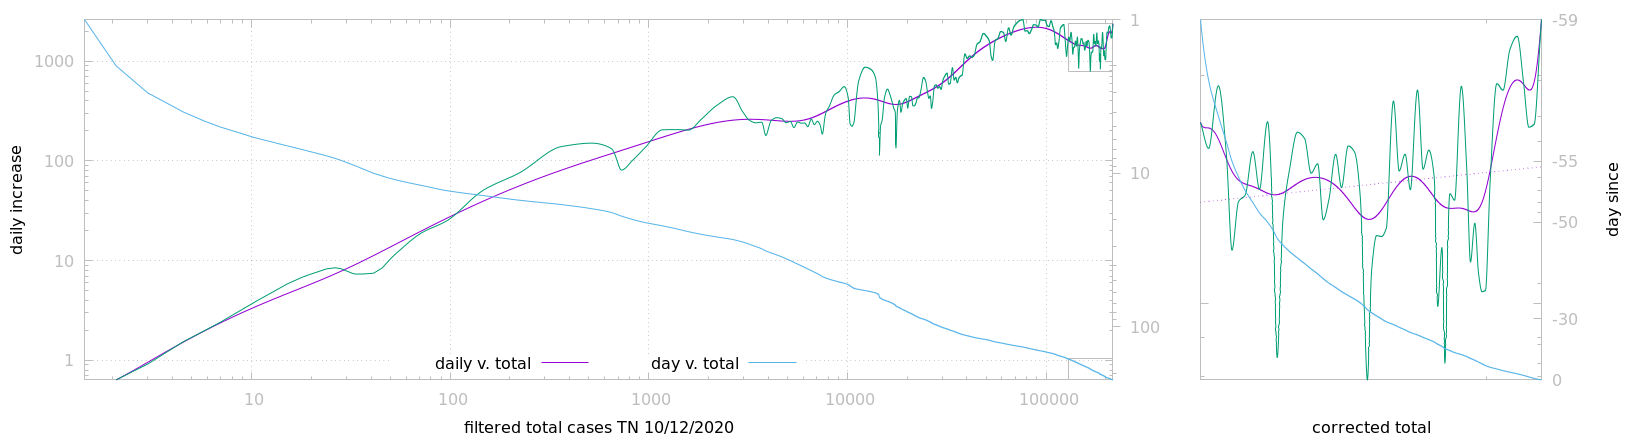 1000
100
10
1
daily increase
10
100
1000
10000
100000
filtered total cases TN 10/12/2020
daily v. total
day v. total
1
10
100
-59
-55
-50
-30
0
day since
corrected total